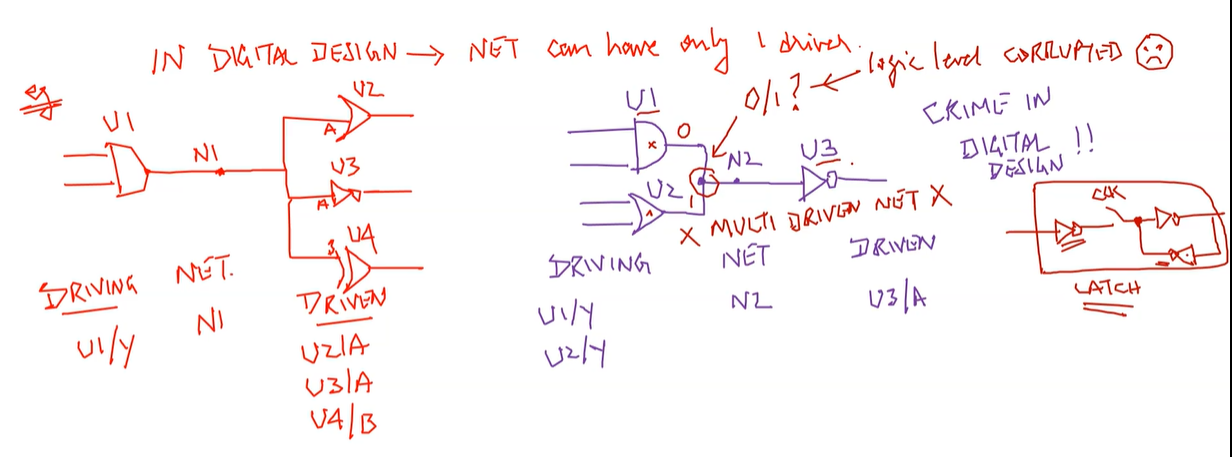 IN DIGITAL DESIGN → NET can have only 1 driver.
eg
U1
N1
U2
A
U3
A
U4
B
DRIVING NET. DRIVEN
U1/Y N1 U2/A
U3/A
U4/B
0/1? ← logic level CORRUPTED
U1
0
N2
U3
U2
1
X MULTI DRIVEN NET X
DRIVING NET DRIVEN
U1/Y N2 U3/A
U2/Y
CRIME IN
DIGITAL
DESIGN !!
CLK
LATCH